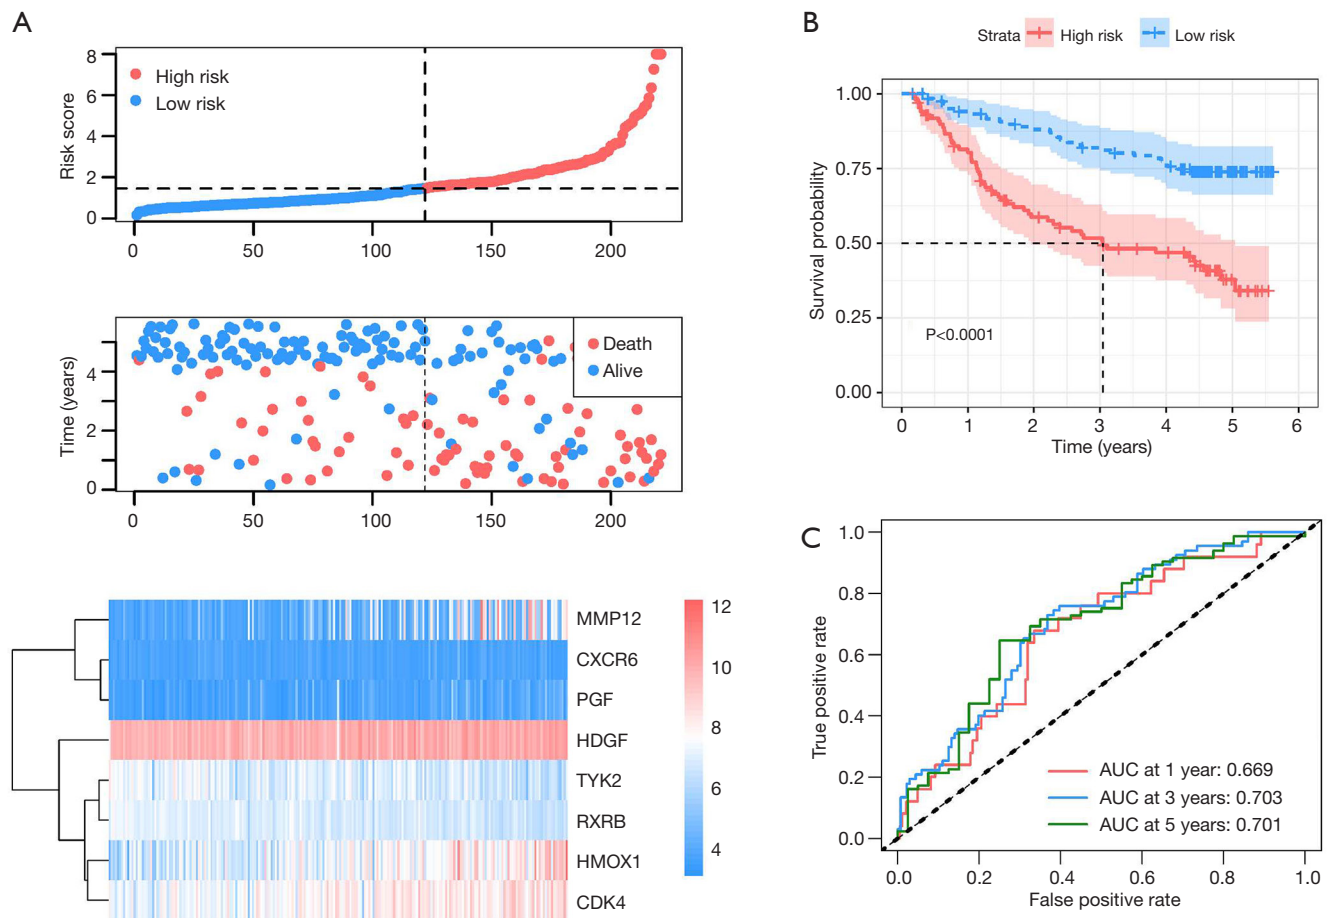 A
8
6
4
2
0
Risk score
High risk
Low risk
0
50
100
150
200
4
2
0
Time (years)
Death
Alive
0
50
100
150
200
MMP12
CXCR6
PGF
HDGF
TYK2
RXRB
HMOX1
CDK4
12
10
8
6
4
B
Strata High risk Low risk
1.00
0.75
0.50
0.25
0.00
Survival probability
P<0.0001
0 1 2 3 4 5 6
Time (years)
C
1.0
0.8
0.6
0.4
0.2
0.0
True positive rate
AUC at 1 year: 0.669
AUC at 3 years: 0.703
AUC at 5 years: 0.701
0.0 0.2 0.4 0.6 0.8 1.0
False positive rate